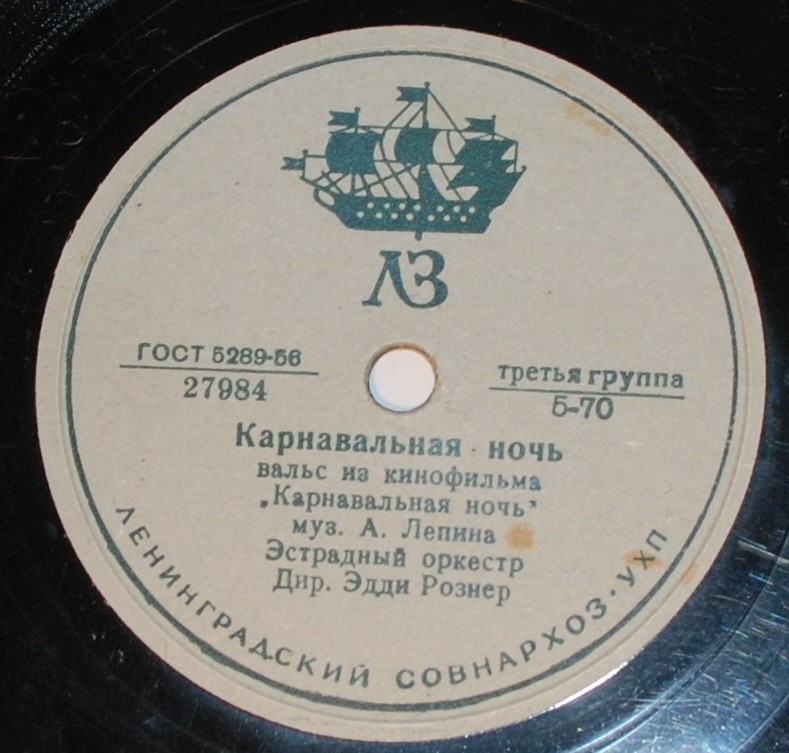 ЛЗ
ГОСТ 5289-56
27984
третья группа
5-70
Карнавальная ночь
вальс из кинофильма
„Карнавальная ночь"
муз. А. Лепина
Эстрадный оркестр
Дир. Эдди Рознер
ЛЕНИНГРАДСКИЙ СОВНАРХОЗ·УХП